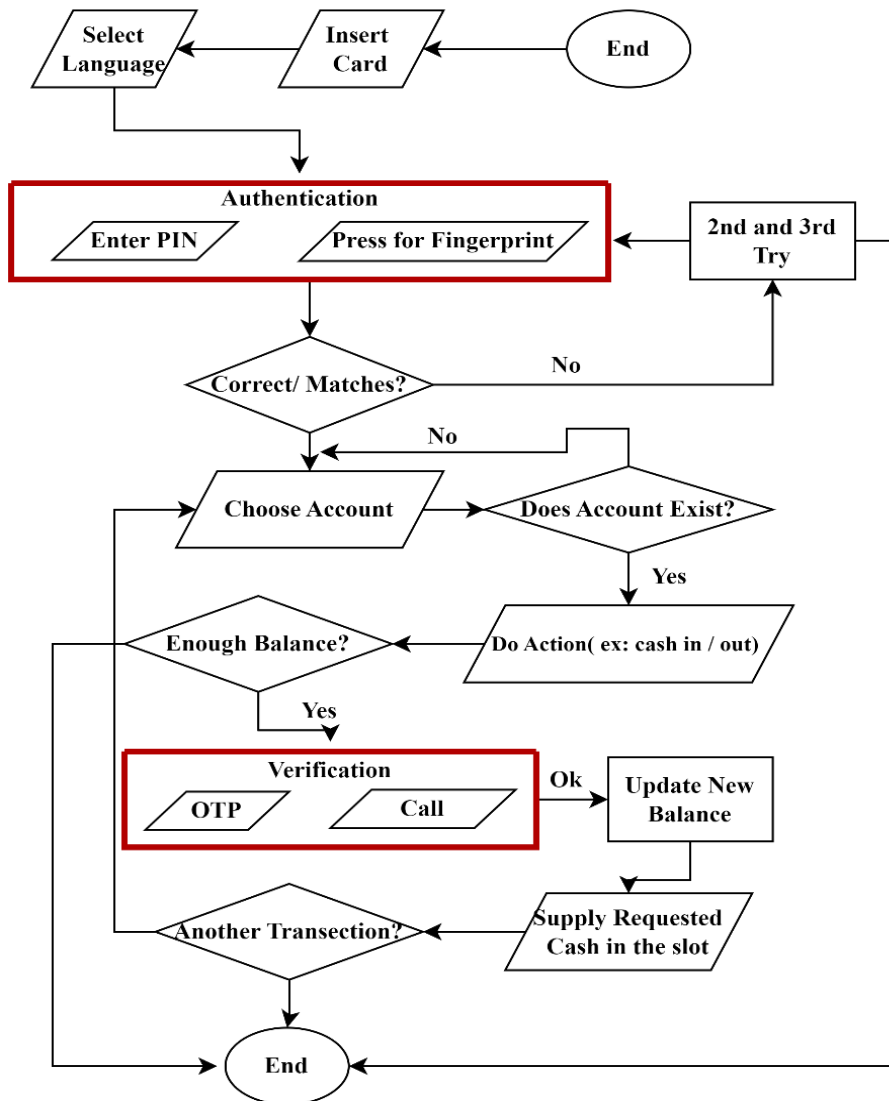 Select
Language
Insert
Card
End
Authentication
Enter PIN
Press for Fingerprint
2nd and 3rd
Try
Correct/ Matches?
No
No
Choose Account
Does Account Exist?
Yes
Enough Balance?
Do Action( ex: cash in / out)
Yes
Verification
OTP
Call
Ok
Update New
Balance
Another Transection?
Supply Requested
Cash in the slot
End